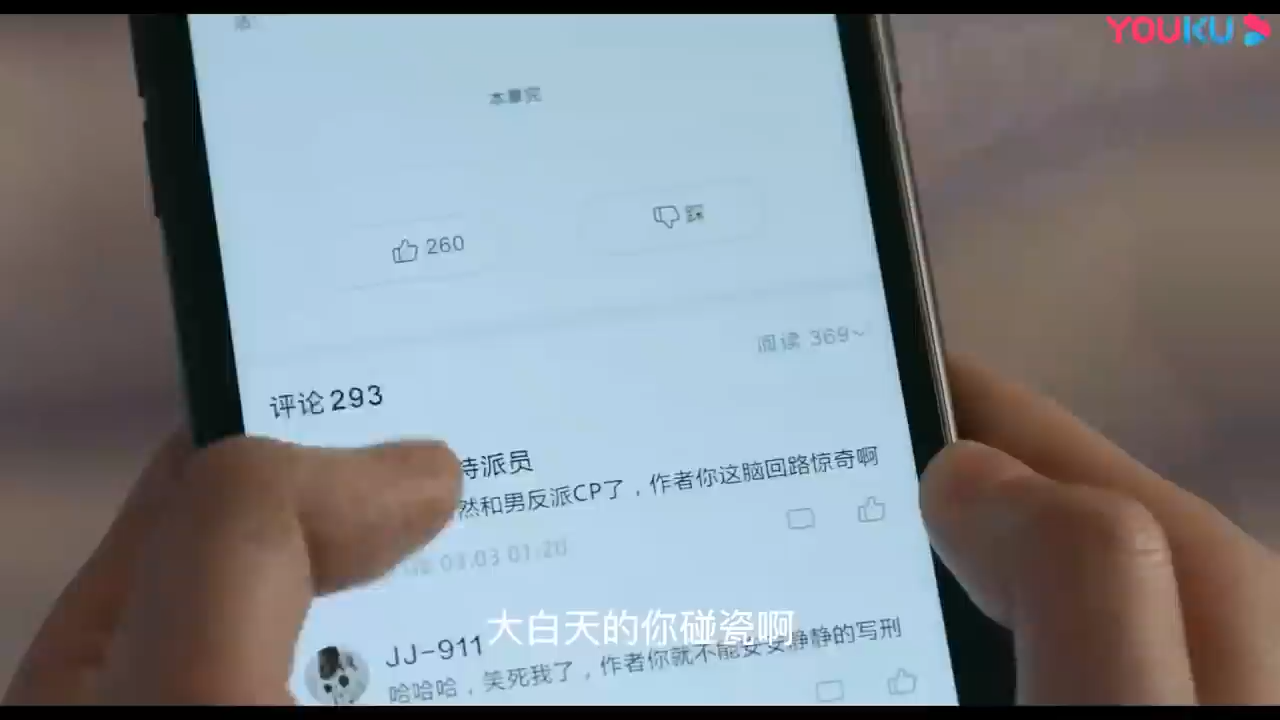 YOUKU
本章完
260
踩
阅读 369~
评论293
特派员
然和男反派CP了，作者你这脑回路惊奇啊
03.03 01:20
大白天的你碰瓷啊
JJ-911
哈哈哈，笑死我了，作者你就不能安安静静的写刑